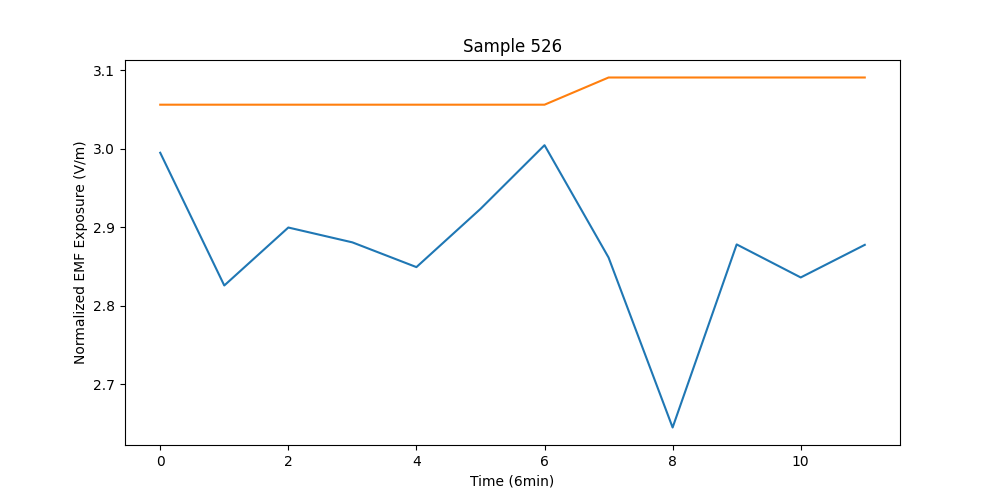 Sample 526
Normalized EMF Exposure (V/m)
3.1
3.0
2.9
2.8
2.7
0 2 4 6 8 10
Time (6min)